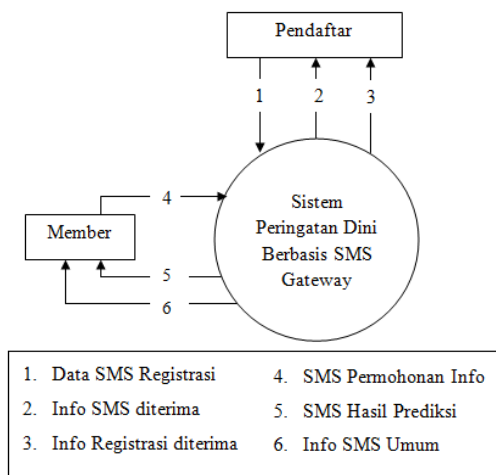 Pendaftar
1 2 3
Sistem
Peringatan Dini
Berbasis SMS
Gateway
4
Member
5
6
1. Data SMS Registrasi
2. Info SMS diterima
3. Info Registrasi diterima
4. SMS Permohonan Info
5. SMS Hasil Prediksi
6. Info SMS Umum